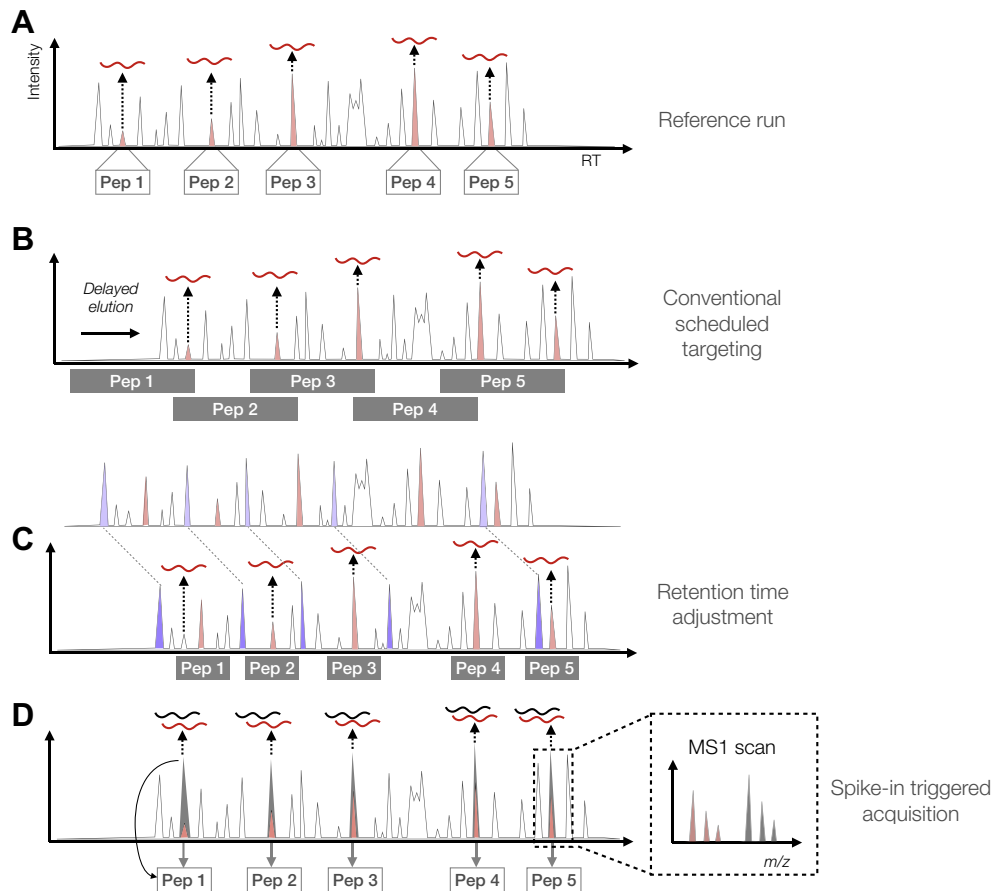 A
Intensity
RT
Pep 1
Pep 2
Pep 3
Pep 4
Pep 5
Reference run
B
Delayed
elution
Pep 1
Pep 3
Pep 5
Pep 2
Pep 4
Conventional
scheduled
targeting
C
Pep 1
Pep 2
Pep 3
Pep 4
Pep 5
Retention time
adjustment
D
Pep 1
Pep 2
Pep 3
Pep 4
Pep 5
MS1 scan
m/z
Spike-in triggered
acquisition